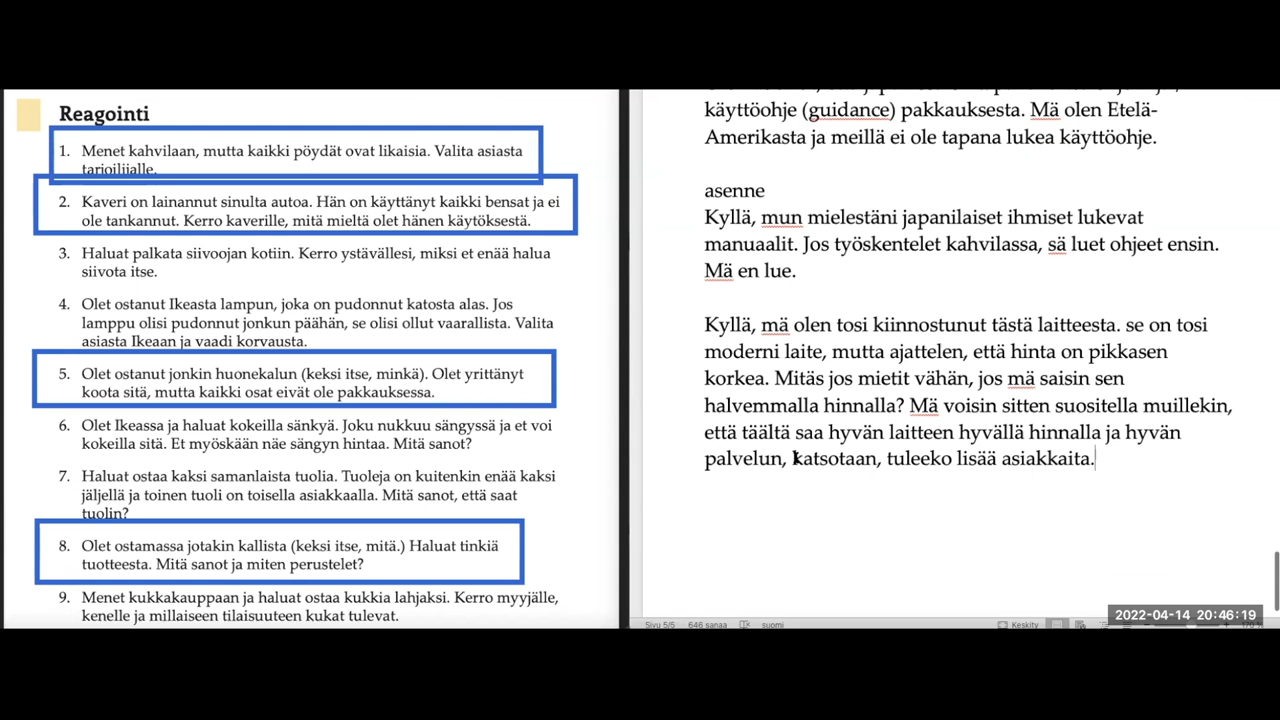 Reagointi
1. Menet kahvilaan, mutta kaikki pöydät ovat likaisia. Valita asiasta
tarjoilijalle.
2. Kaveri on lainannut sinulta autoa. Hän on käyttänyt kaikki bensat ja ei
ole tankannut. Kerro kaverille, mitä mieltä olet hänen käytöksestä.
3. Haluat palkata siivoojan kotiin. Kerro ystävällesi, miksi et enää halua
siivota itse.
4. Olet ostanut Ikeasta lampun, joka on pudonnut katosta alas. Jos
lamppu olisi pudonnut jonkun päähän, se olisi ollut vaarallista. Valita
asiasta Ikeaan ja vaadi korvausta.
5. Olet ostanut jonkin huonekalun (keksi itse, minkä). Olet yrittänyt
koota sitä, mutta kaikki osat eivät ole pakkauksessa.
6. Olet Ikeassa ja haluat kokeilla sänkyä. Joku nukkuu sängyssä ja et voi
kokeilla sitä. Et myöskään näe sängyn hintaa. Mitä sanot?
7. Haluat ostaa kaksi samanlaista tuolia. Tuoleja on kuitenkin enää kaksi
jäljellä ja toinen tuoli on toisella asiakkaalla. Mitä sanot, että saat
tuolin?
8. Olet ostamassa jotakin kallista (keksi itse, mitä.) Haluat tinkiä
tuotteesta. Mitä sanot ja miten perustelet?
9. Menet kukkakauppaan ja haluat ostaa kukkia lahjaksi. Kerro myyjälle,
kenelle ja millaiseen tilaisuuteen kukat tulevat.
käyttöohje (guidance) pakkauksesta. Mä olen Etelä-
Amerikasta ja meillä ei ole tapana lukea käyttöohje.
asenne
Kyllä, mun mielestäni japanilaiset ihmiset lukevat
manuaalit. Jos työskentelet kahvilassa, sä luet ohjeet ensin.
Mä en lue.
Kyllä, mä olen tosi kiinnostunut tästä laitteesta. se on tosi
moderni laite, mutta ajattelen, että hinta on pikkasen
korkea. Mitäs jos mietit vähän, jos mä saisin sen
halvemmalla hinnalla? Mä voisin sitten suositella muillekin,
että täältä saa hyvän laitteen hyvällä hinnalla ja hyvän
palvelun, katsotaan, tuleeko lisää asiakkaita.
Sivu 5/5 646 sanaa suomi Keskity
2022-04-14 20:46:19